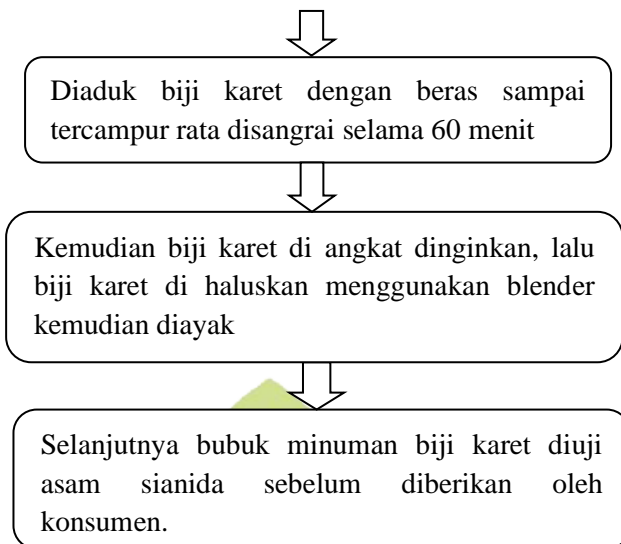 Diaduk biji karet dengan beras sampai
tercampur rata disangrai selama 60 menit
Kemudian biji karet di angkat dinginkan, lalu
biji karet di haluskan menggunakan blender
kemudian diayak
Selanjutnya bubuk minuman biji karet diuji
asam sianida sebelum diberikan oleh
konsumen.